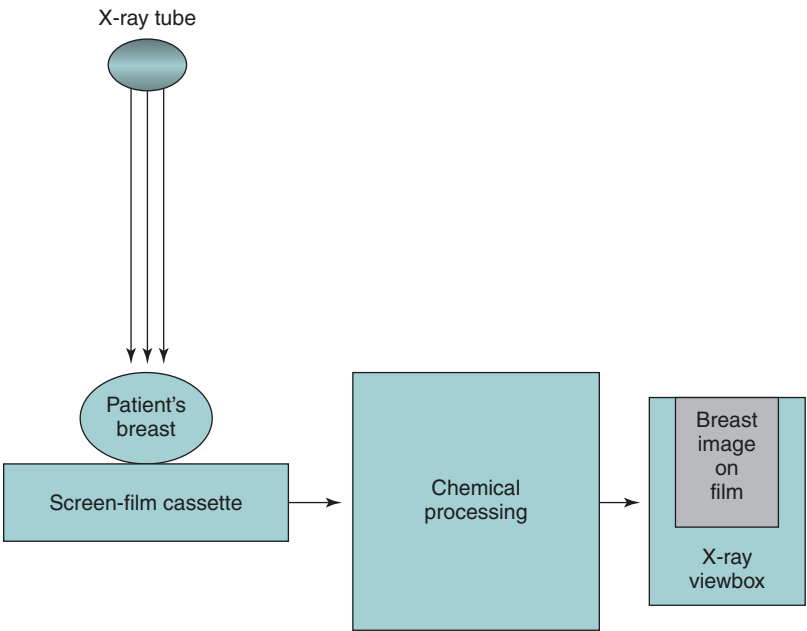 X-ray tube
Patient's
breast
Screen-film cassette
Chemical
processing
Breast
image
on
film
X-ray
viewbox